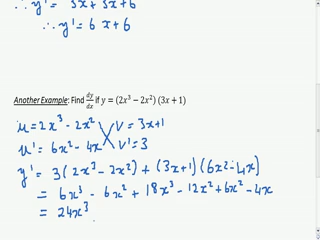 ∴ y' = 3x + 3x + 6
∴ y' = 6x + 6
Another Example: Find dy/dx if y = (2x³ − 2x²) (3x + 1)
u = 2x³ − 2x² v = 3x+1
u' = 6x² − 4x v' = 3
y' = 3(2x³ − 2x²) + (3x+1)(6x² − 4x)
= 6x³ − 6x² + 18x³ − 12x² + 6x² − 4x
= 24x³